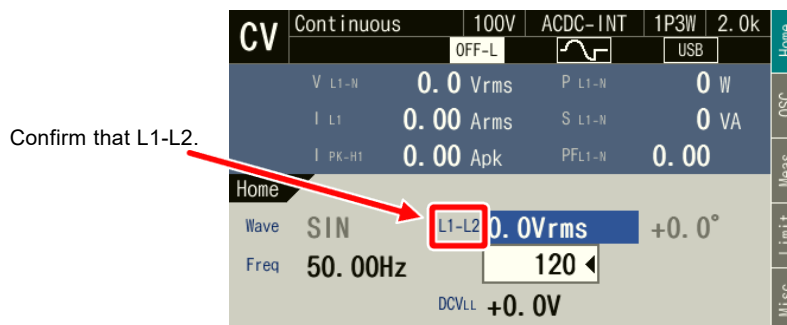 Confirm that L1-L2.
CV Continuous 100V ACDC-INT 1P3W 2.0k
OFF-L USB
V L1-N 0.0 Vrms P L1-N 0 W
I L1 0.00 Arms S L1-N 0 VA
I PK-H1 0.00 Apk PFL1-N 0.00
Home
Wave SIN L1-L2 0.0Vrms +0.0°
Freq 50.00Hz 120
DCVLL +0.0V
Home
OSC
Meas
Limit
Misc